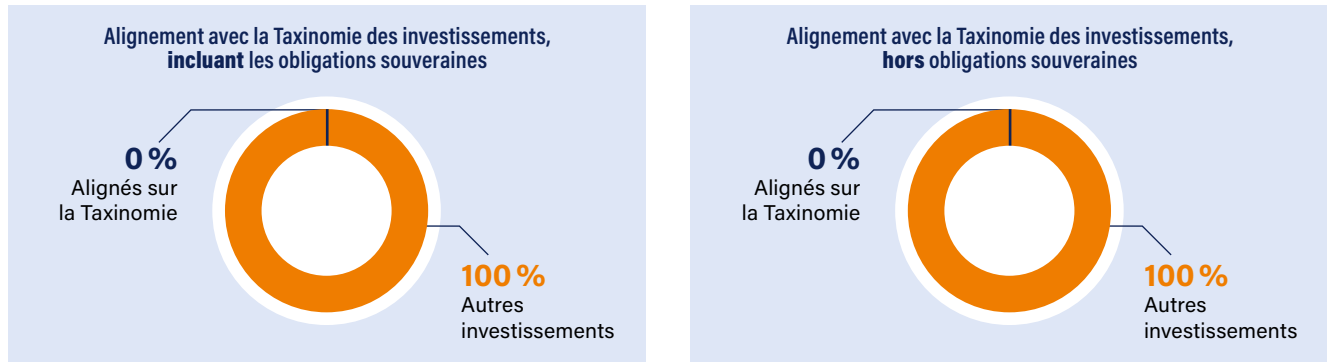 Alignement avec la Taxinomie des investissements,
incluant les obligations souveraines
0 %
Alignés sur
la Taxinomie
100 %
Autres
investissements
Alignement avec la Taxinomie des investissements,
hors obligations souveraines
0 %
Alignés sur
la Taxinomie
100 %
Autres
investissements